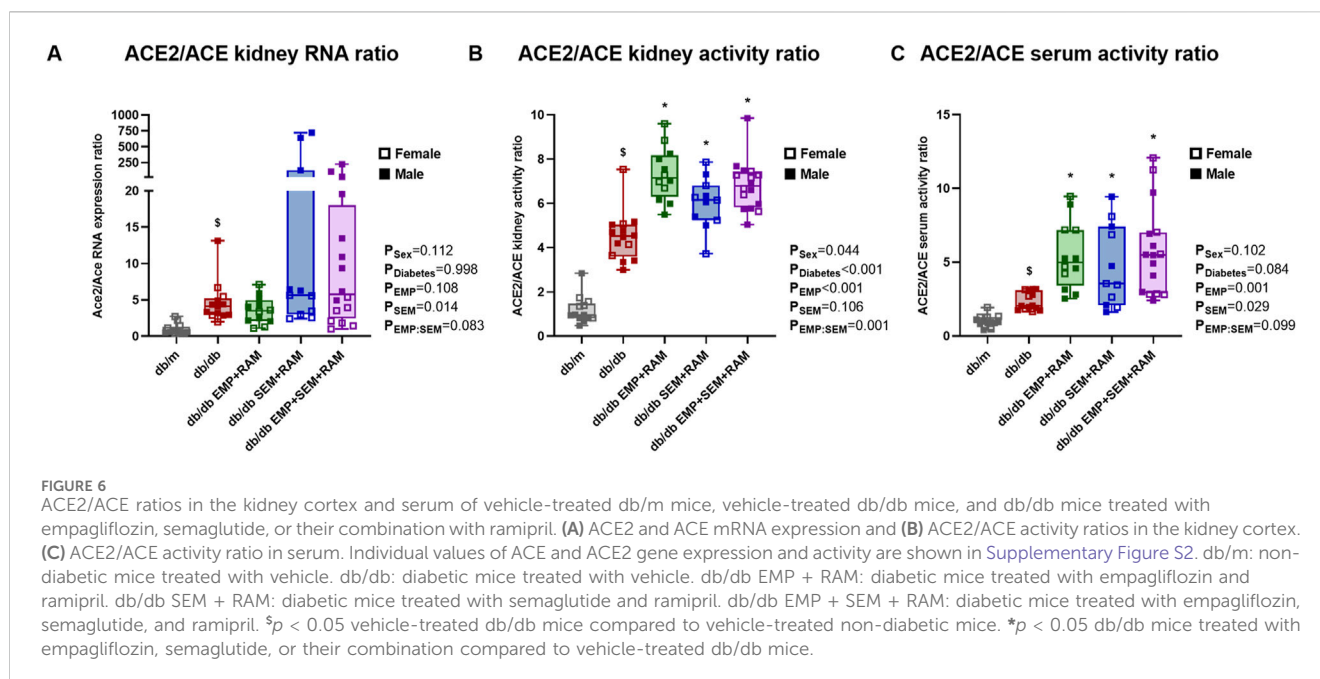 A
ACE2/ACE kidney RNA ratio
Ace2/Ace RNA expression ratio
1000
750
500
250
20
15
10
5
0
$
db/m
db/db
db/db EMP+RAM
db/db SEM+RAM
db/db EMP+SEM+RAM
Female
Male
PSex=0.112
PDiabetes=0.998
PEMP=0.108
PSEM=0.014
PEMP:SEM=0.083
B
ACE2/ACE kidney activity ratio
ACE2/ACE kidney activity ratio
10
8
6
4
2
0
$
*
*
*
db/m
db/db
db/db EMP+RAM
db/db SEM+RAM
db/db EMP+SEM+RAM
Female
Male
PSex=0.044
PDiabetes<0.001
PEMP<0.001
PSEM=0.106
PEMP:SEM=0.001
C
ACE2/ACE serum activity ratio
ACE2/ACE serum activity ratio
15
10
5
0
$
*
*
*
db/m
db/db
db/db EMP+RAM
db/db SEM+RAM
db/db EMP+SEM+RAM
Female
Male
PSex=0.102
PDiabetes=0.084
PEMP=0.001
PSEM=0.029
PEMP:SEM=0.099
FIGURE 6
ACE2/ACE ratios in the kidney cortex and serum of vehicle-treated db/m mice, vehicle-treated db/db mice, and db/db mice treated with
empagliflozin, semaglutide, or their combination with ramipril. (A) ACE2 and ACE mRNA expression and (B) ACE2/ACE activity ratios in the kidney cortex.
(C) ACE2/ACE activity ratio in serum. Individual values of ACE and ACE2 gene expression and activity are shown in Supplementary Figure S2. db/m: non-
diabetic mice treated with vehicle. db/db: diabetic mice treated with vehicle. db/db EMP + RAM: diabetic mice treated with empagliflozin and
ramipril. db/db SEM + RAM: diabetic mice treated with semaglutide and ramipril. db/db EMP + SEM + RAM: diabetic mice treated with empagliflozin,
semaglutide, and ramipril. $p < 0.05 vehicle-treated db/db mice compared to vehicle-treated non-diabetic mice. *p < 0.05 db/db mice treated with
empagliflozin, semaglutide, or their combination compared to vehicle-treated db/db mice.